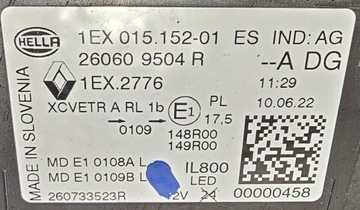 HELLA 1EX 015.152-01 ES IND: AG
26060 9504 R --A DG
1EX.2776 11:29
XCVETR A RL 1b E1 PL 10.06.22
0109 17,5
148R00
149R00
MD E1 0108A L IL800
MD E1 0109B L LED
260733523R 12V 24 00000458
MADE IN SLOVENIA